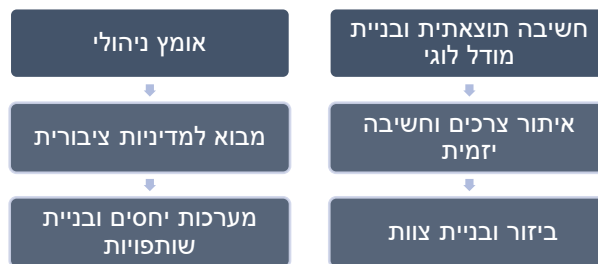 חשיבה תוצאתית ובניית
מודל לוגי
איתור צרכים וחשיבה
יזמית
ביזור ובניית צוות
אומץ ניהולי
מבוא למדיניות ציבורית
מערכות יחסים ובניית
שותפויות